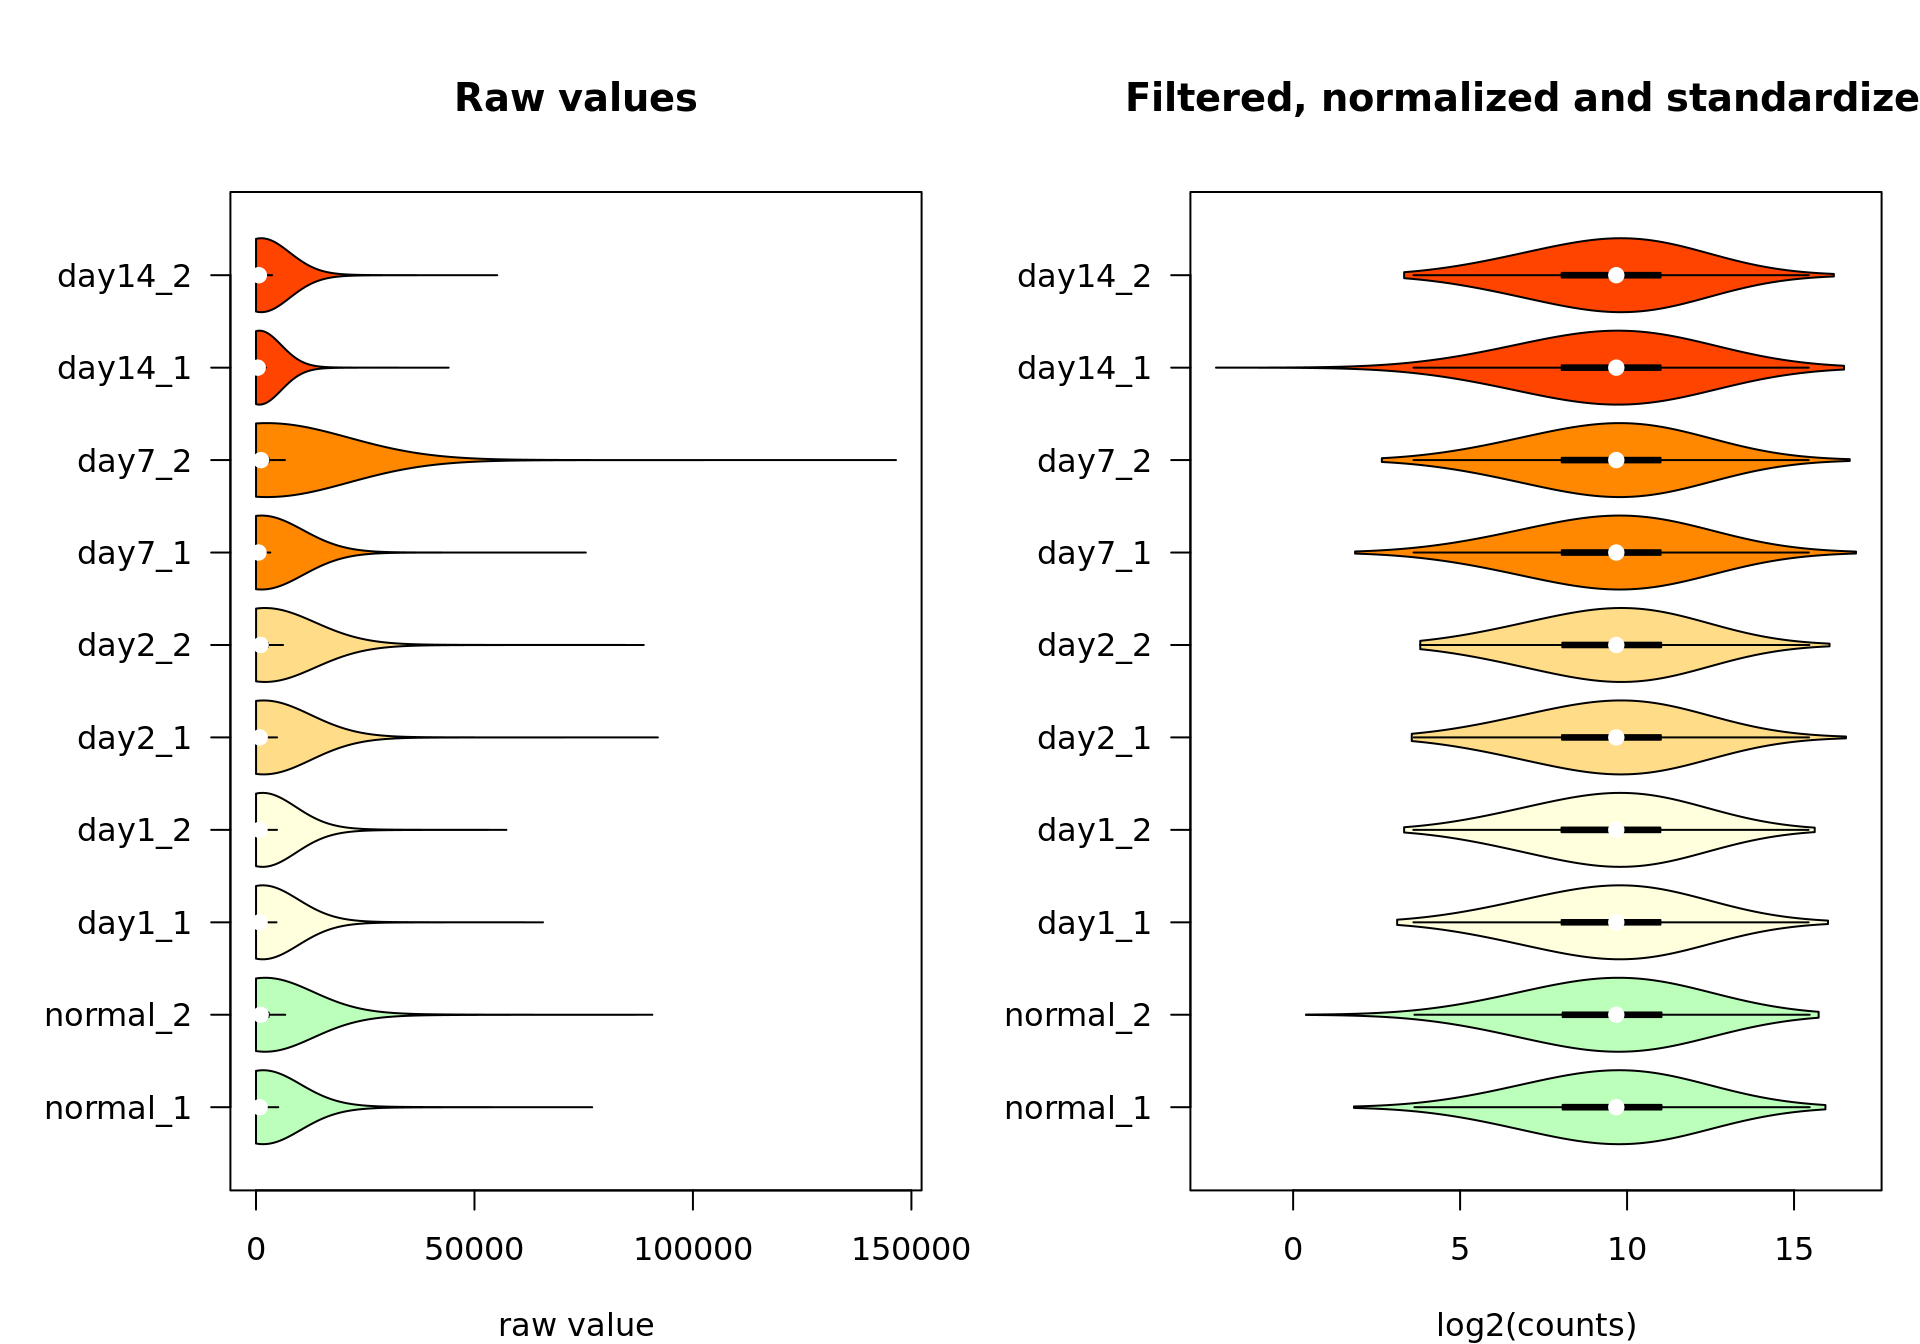 Raw values
day14_2
day14_1
day7_2
day7_1
day2_2
day2_1
day1_2
day1_1
normal_2
normal_1
0 50000 100000 150000
raw value
Filtered, normalized and standardize
day14_2
day14_1
day7_2
day7_1
day2_2
day2_1
day1_2
day1_1
normal_2
normal_1
0 5 10 15
log2(counts)